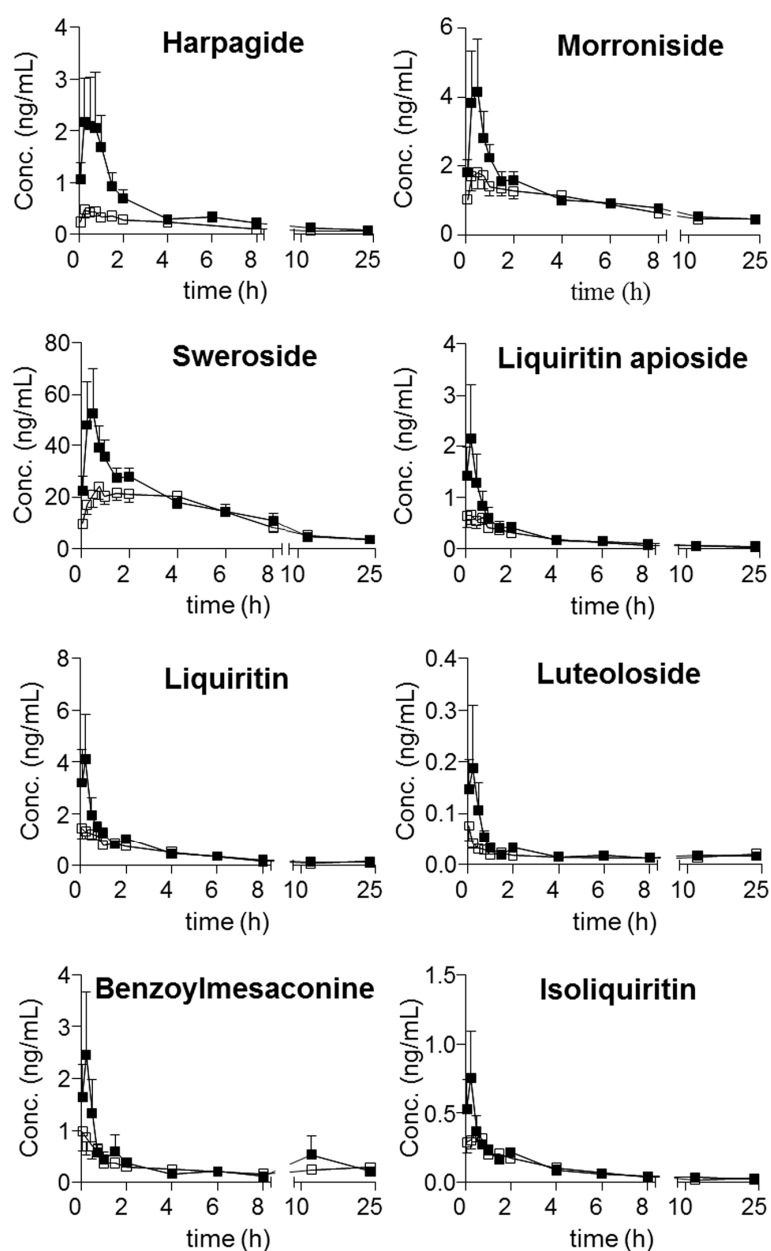 Harpagide
Conc. (ng/mL)
4
3
2
1
0
0 2 4 6 8 10 25
time (h)
Morroniside
Conc. (ng/mL)
6
4
2
0
0 2 4 6 8 10 25
time (h)
Sweroside
Conc. (ng/mL)
80
60
40
20
0
0 2 4 6 8 10 25
time (h)
Liquiritin apioside
Conc. (ng/mL)
4
3
2
1
0
0 2 4 6 8 10 25
time (h)
Liquiritin
Conc. (ng/mL)
8
6
4
2
0
0 2 4 6 8 10 25
time (h)
Luteoloside
Conc. (ng/mL)
0.4
0.3
0.2
0.1
0.0
0 2 4 6 8 10 25
time (h)
Benzoylmesaconine
Conc. (ng/mL)
4
3
2
1
0
0 2 4 6 8 10 25
time (h)
Isoliquiritin
Conc. (ng/mL)
1.5
1.0
0.5
0.0
0 2 4 6 8 10 25
time (h)